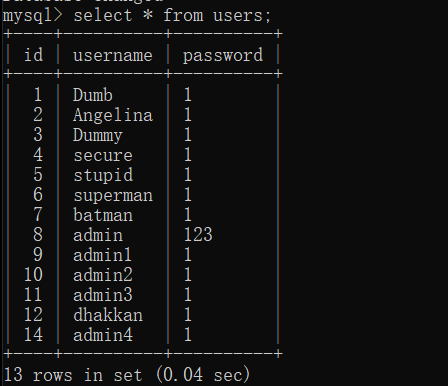 Database changed
mysql> select * from users;
+----+----------+----------+
| id | username | password |
+----+----------+----------+
| 1 | Dumb | 1 |
| 2 | Angelina | 1 |
| 3 | Dummy | 1 |
| 4 | secure | 1 |
| 5 | stupid | 1 |
| 6 | superman | 1 |
| 7 | batman | 1 |
| 8 | admin | 123 |
| 9 | admin1 | 1 |
| 10 | admin2 | 1 |
| 11 | admin3 | 1 |
| 12 | dhakkan | 1 |
| 14 | admin4 | 1 |
+----+----------+----------+
13 rows in set (0.04 sec)